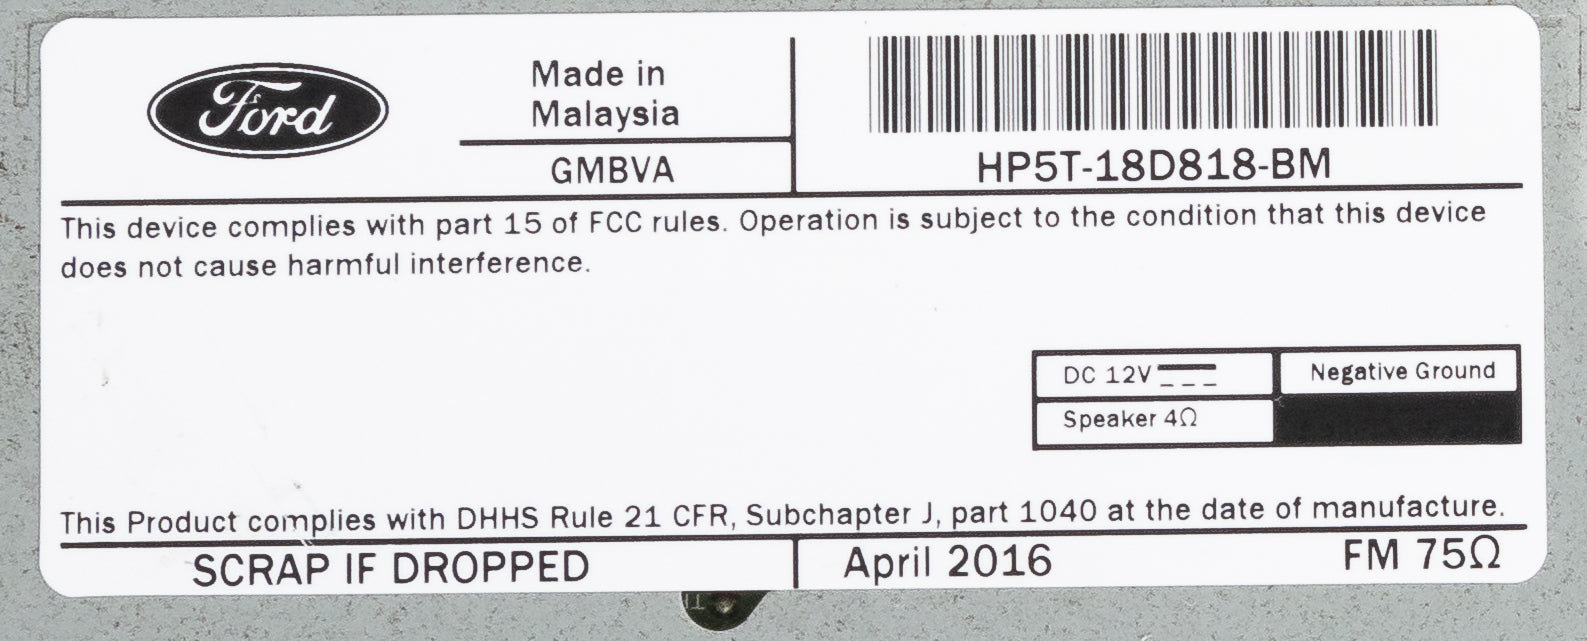 Ford
Made in
Malaysia
GMBVA
HP5T-18D818-BM
This device complies with part 15 of FCC rules. Operation is subject to the condition that this device
does not cause harmful interference.
DC 12V
Negative Ground
Speaker 4Ω
This Product complies with DHHS Rule 21 CFR, Subchapter J, part 1040 at the date of manufacture.
SCRAP IF DROPPED
April 2016
FM 75Ω